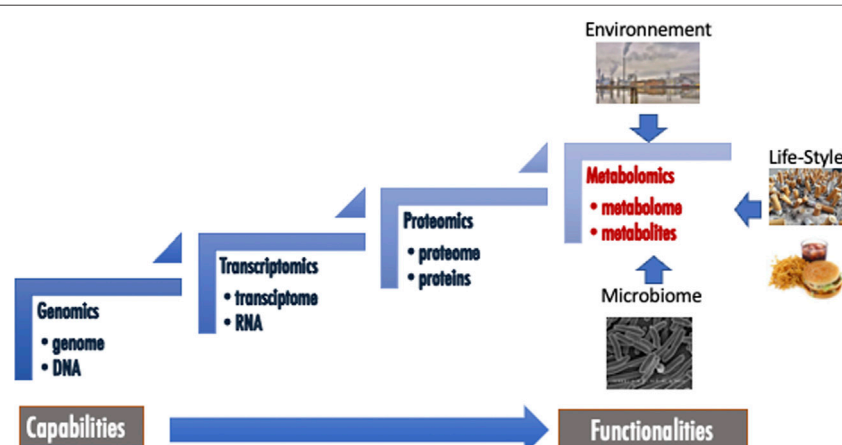 Environnement
Life-Style
Metabolomics
• metabolome
• metabolites
Proteomics
• proteome
• proteins
Transcriptomics
• transciptome
• RNA
Microbiome
Genomics
• genome
• DNA
Capabilities
Functionalities